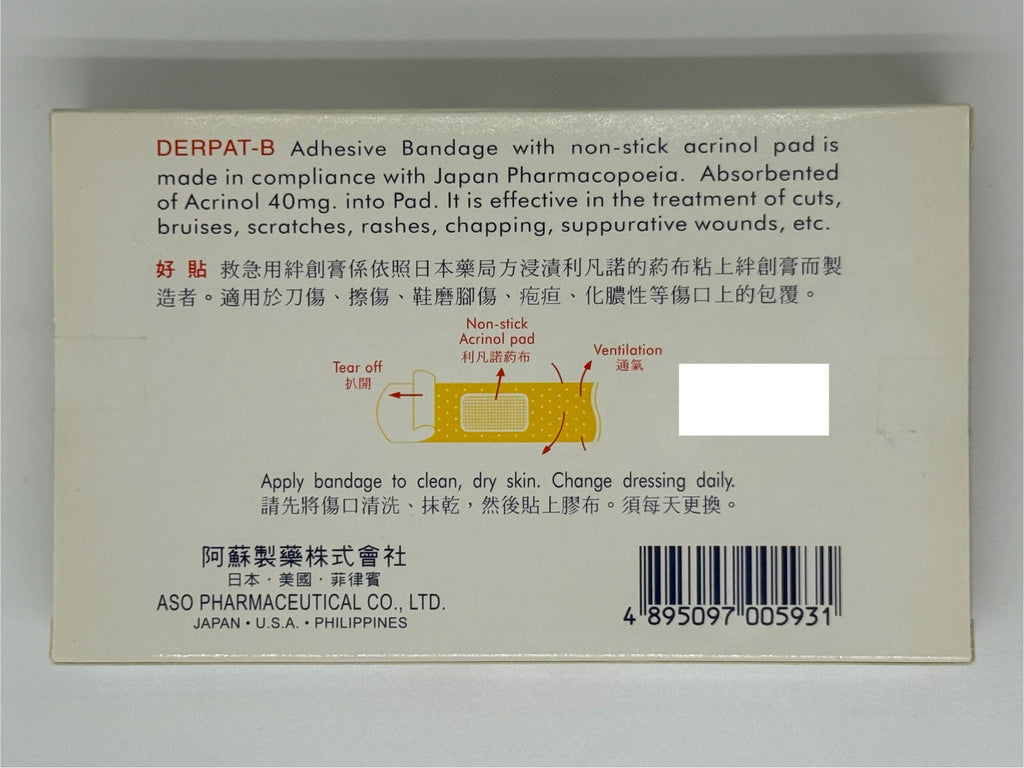 DERPAT-B Adhesive Bandage with non-stick acrinol pad is
made in compliance with Japan Pharmacopoeia. Absorbented
of Acrinol 40mg. into Pad. It is effective in the treatment of cuts,
bruises, scratches, rashes, chapping, suppurative wounds, etc.
好貼 救急用絆創膏係依照日本藥局方浸漬利凡諾的葯布粘上絆創膏而製
造者。適用於刀傷、擦傷、鞋磨腳傷、疱疸、化膿性等傷口上的包覆。
Non-stick
Acrinol pad
利凡諾葯布
Ventilation
通氣
Tear off
扒開
Apply bandage to clean, dry skin. Change dressing daily.
請先將傷口清洗、抹乾，然後貼上膠布。須每天更換。
阿蘇製藥株式會社
日本·美國·菲律賓
ASO PHARMACEUTICAL CO., LTD.
JAPAN • U.S.A. • PHILIPPINES
4 895097 005931